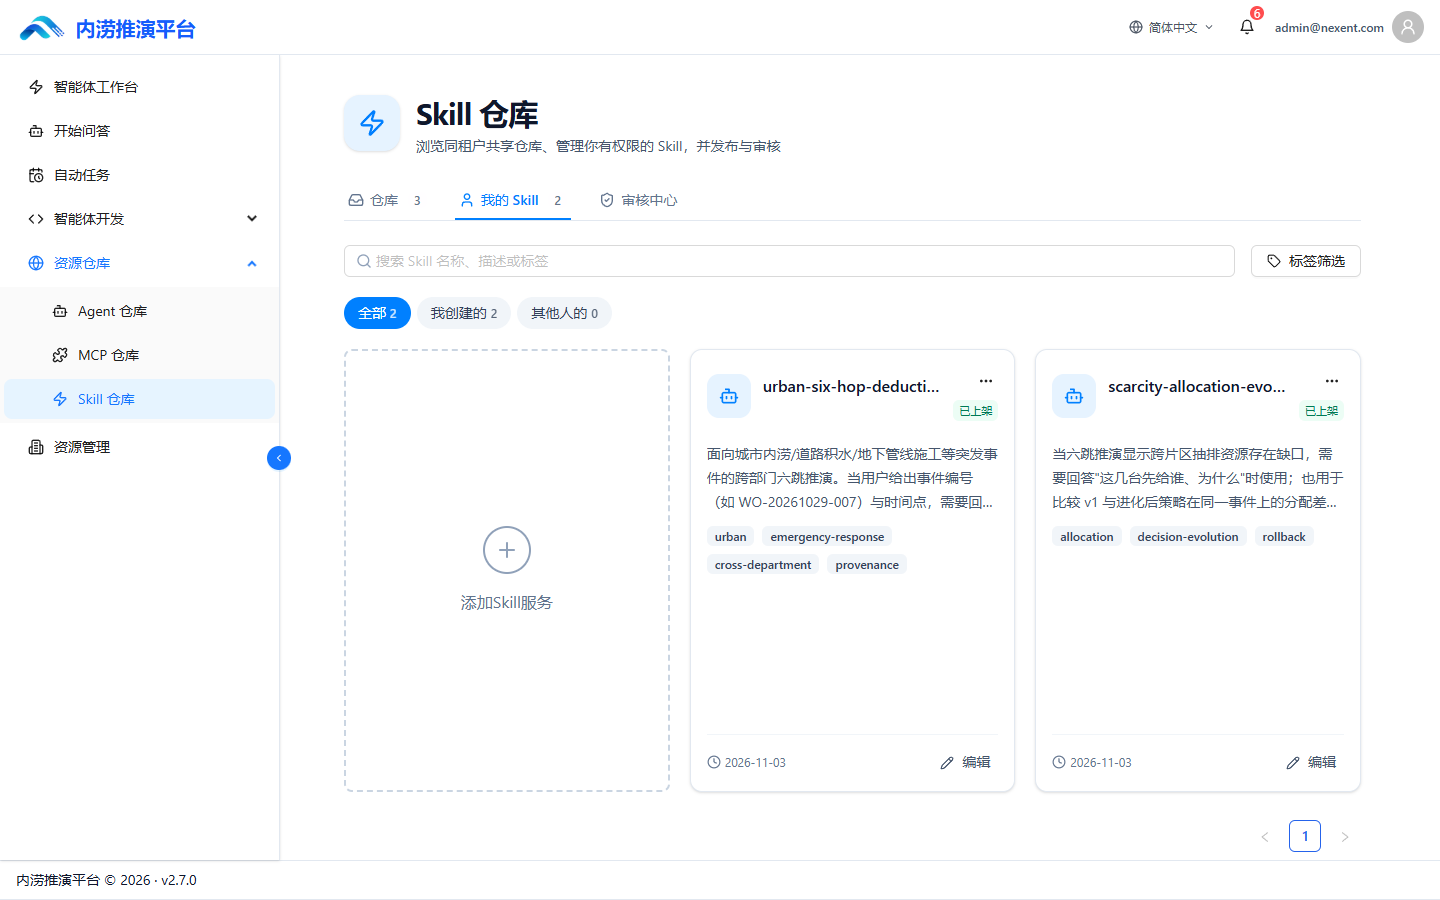 内涝推演平台
简体中文
6
admin@nexent.com
智能体工作台
开始问答
自动任务
智能体开发
资源仓库
Agent 仓库
MCP 仓库
Skill 仓库
资源管理
Skill 仓库
浏览同租户共享仓库、管理你有权限的 Skill，并发布与审核
仓库 3
我的 Skill 2
审核中心
搜索 Skill 名称、描述或标签
标签筛选
全部 2
我创建的 2
其他人的 0
添加Skill服务
urban-six-hop-deducti...
已上架
面向城市内涝/道路积水/地下管线施工等突发事
件的跨部门六跳推演。当用户给出事件编号
（如 WO-20261029-007）与时间点，需要回...
urban
emergency-response
cross-department
provenance
2026-11-03
编辑
scarcity-allocation-evo...
已上架
当六跳推演显示跨片区抽排资源存在缺口，需
要回答"这几台先给谁、为什么"时使用；也用于
比较 v1 与进化后策略在同一事件上的分配差...
allocation
decision-evolution
rollback
2026-11-03
编辑
1
内涝推演平台 © 2026 · v2.7.0